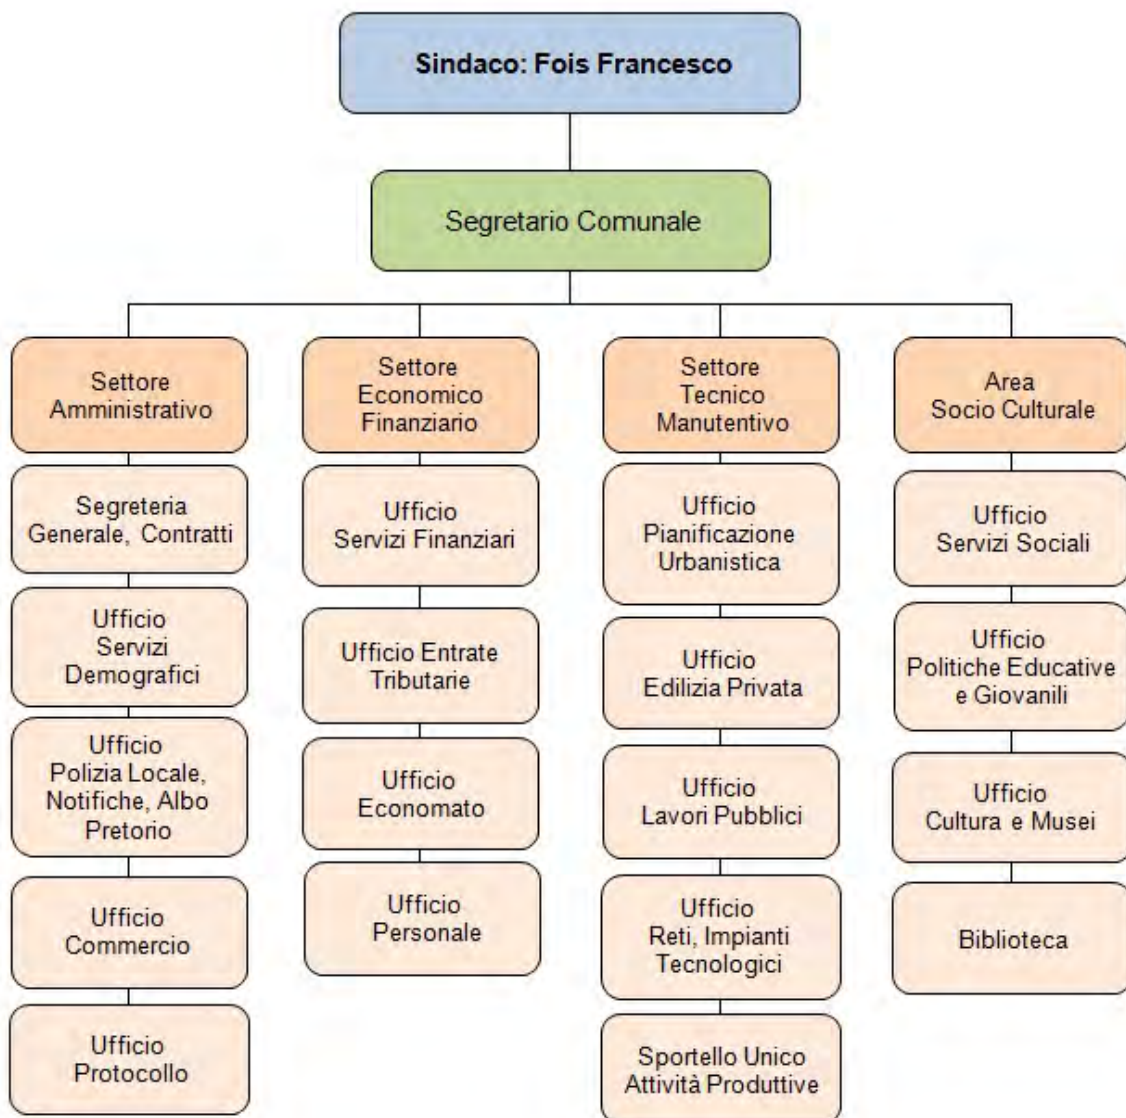 Sindaco: Fois Francesco
Segretario Comunale
Settore
Amministrativo
Segreteria
Generale, Contratti
Ufficio
Servizi
Demografici
Ufficio
Polizia Locale,
Notifiche, Albo
Pretorio
Ufficio
Commercio
Ufficio
Protocollo
Settore
Economico
Finanziario
Ufficio
Servizi Finanziari
Ufficio Entrate
Tributarie
Ufficio
Economato
Ufficio
Personale
Settore
Tecnico
Manutentivo
Ufficio
Pianificazione
Urbanistica
Ufficio
Edilizia Privata
Ufficio
Lavori Pubblici
Ufficio
Reti, Impianti
Tecnologici
Sportello Unico
Attività Produttive
Area
Socio Culturale
Ufficio
Servizi Sociali
Ufficio
Politiche Educative
e Giovanili
Ufficio
Cultura e Musei
Biblioteca